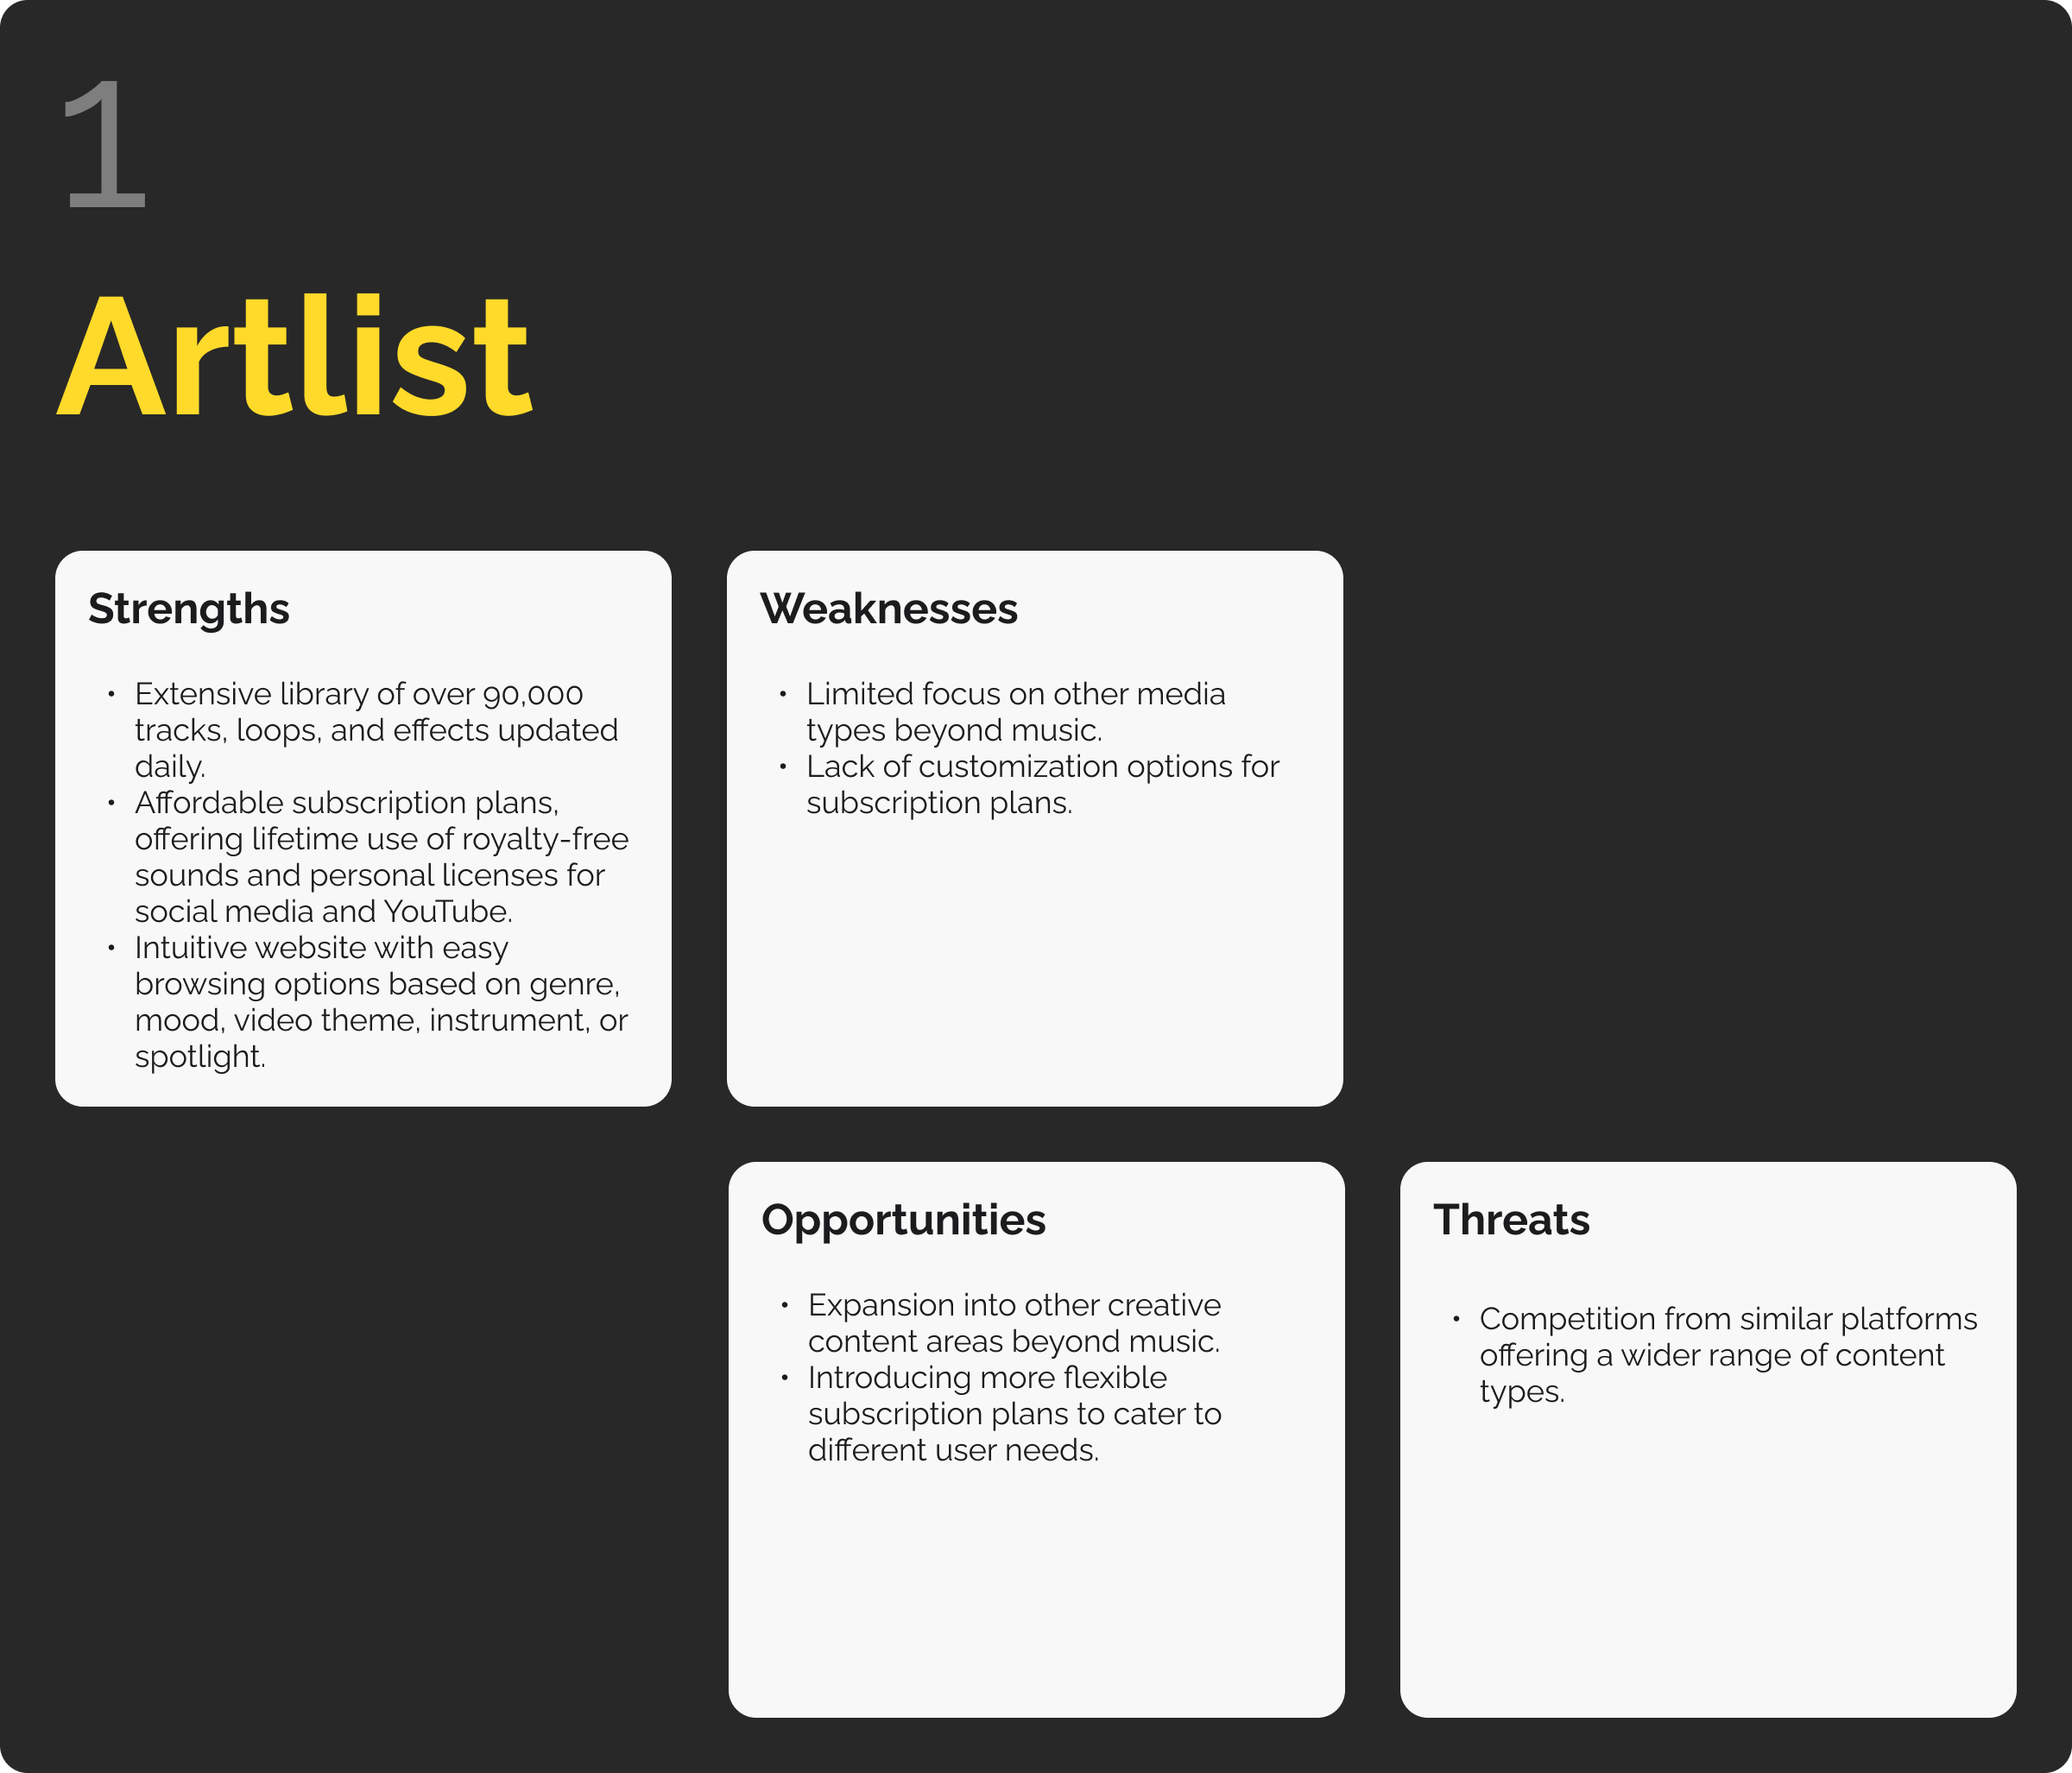 1
Artlist
Strengths
• Extensive library of over 90,000
tracks, loops, and effects updated
daily.
• Affordable subscription plans,
offering lifetime use of royalty-free
sounds and personal licenses for
social media and YouTube.
• Intuitive website with easy
browsing options based on genre,
mood, video theme, instrument, or
spotlight.
Weaknesses
• Limited focus on other media
types beyond music.
• Lack of customization options for
subscription plans.
Opportunities
• Expansion into other creative
content areas beyond music.
• Introducing more flexible
subscription plans to cater to
different user needs.
Threats
• Competition from similar platforms
offering a wider range of content
types.